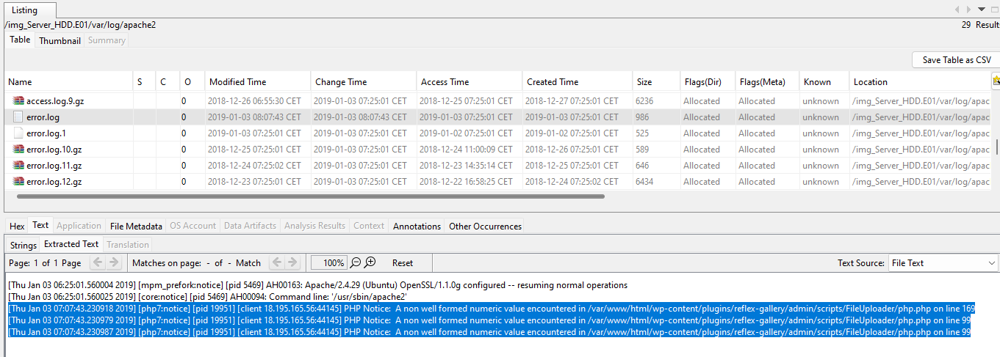 Listing
/img_Server_HDD.E01/var/log/apache2 29 Results
Table Thumbnail Summary
Save Table as CSV
Name S C O Modified Time Change Time Access Time Created Time Size Flags(Dir) Flags(Meta) Known Location
access.log.9.gz 0 2018-12-26 06:55:30 CET 2019-01-03 07:25:01 CET 2018-12-25 07:25:01 CET 2018-12-27 07:25:01 CET 6236 Allocated Allocated unknown /img_Server_HDD.E01/var/log/apac
error.log 0 2019-01-03 08:07:43 CET 2019-01-03 08:07:43 CET 2019-01-03 07:25:01 CET 2019-01-03 07:25:01 CET 986 Allocated Allocated unknown /img_Server_HDD.E01/var/log/apac
error.log.1 0 2019-01-03 07:25:01 CET 2019-01-03 07:25:01 CET 2019-01-02 07:25:01 CET 2019-01-02 07:25:01 CET 525 Allocated Allocated unknown /img_Server_HDD.E01/var/log/apac
error.log.10.gz 0 2018-12-25 07:25:01 CET 2019-01-03 07:25:01 CET 2018-12-24 11:00:09 CET 2018-12-26 07:25:01 CET 589 Allocated Allocated unknown /img_Server_HDD.E01/var/log/apac
error.log.11.gz 0 2018-12-24 07:25:02 CET 2019-01-03 07:25:01 CET 2018-12-23 14:35:14 CET 2018-12-25 07:25:01 CET 646 Allocated Allocated unknown /img_Server_HDD.E01/var/log/apac
error.log.12.gz 0 2018-12-23 07:25:01 CET 2019-01-03 07:25:01 CET 2018-12-22 16:58:25 CET 2018-12-24 07:25:02 CET 6434 Allocated Allocated unknown /img_Server_HDD.E01/var/log/apac
Hex Text Application File Metadata OS Account Data Artifacts Analysis Results Context Annotations Other Occurrences
Strings Extracted Text Translation
Page: 1 of 1 Page Matches on page: - of - Match 100% Reset Text Source: File Text
[Thu Jan 03 06:25:01.560004 2019] [mpm_prefork:notice] [pid 5469] AH00163: Apache/2.4.29 (Ubuntu) OpenSSL/1.1.0g configured -- resuming normal operations
[Thu Jan 03 06:25:01.560025 2019] [core:notice] [pid 5469] AH00094: Command line: '/usr/sbin/apache2'
[Thu Jan 03 07:07:43.230918 2019] [php7:notice] [pid 19951] [client 18.195.165.56:44145] PHP Notice: A non well formed numeric value encountered in /var/www/html/wp-content/plugins/reflex-gallery/admin/scripts/FileUploader/php.php on line 169
[Thu Jan 03 07:07:43.230979 2019] [php7:notice] [pid 19951] [client 18.195.165.56:44145] PHP Notice: A non well formed numeric value encountered in /var/www/html/wp-content/plugins/reflex-gallery/admin/scripts/FileUploader/php.php on line 99
[Thu Jan 03 07:07:43.230987 2019] [php7:notice] [pid 19951] [client 18.195.165.56:44145] PHP Notice: A non well formed numeric value encountered in /var/www/html/wp-content/plugins/reflex-gallery/admin/scripts/FileUploader/php.php on line 99